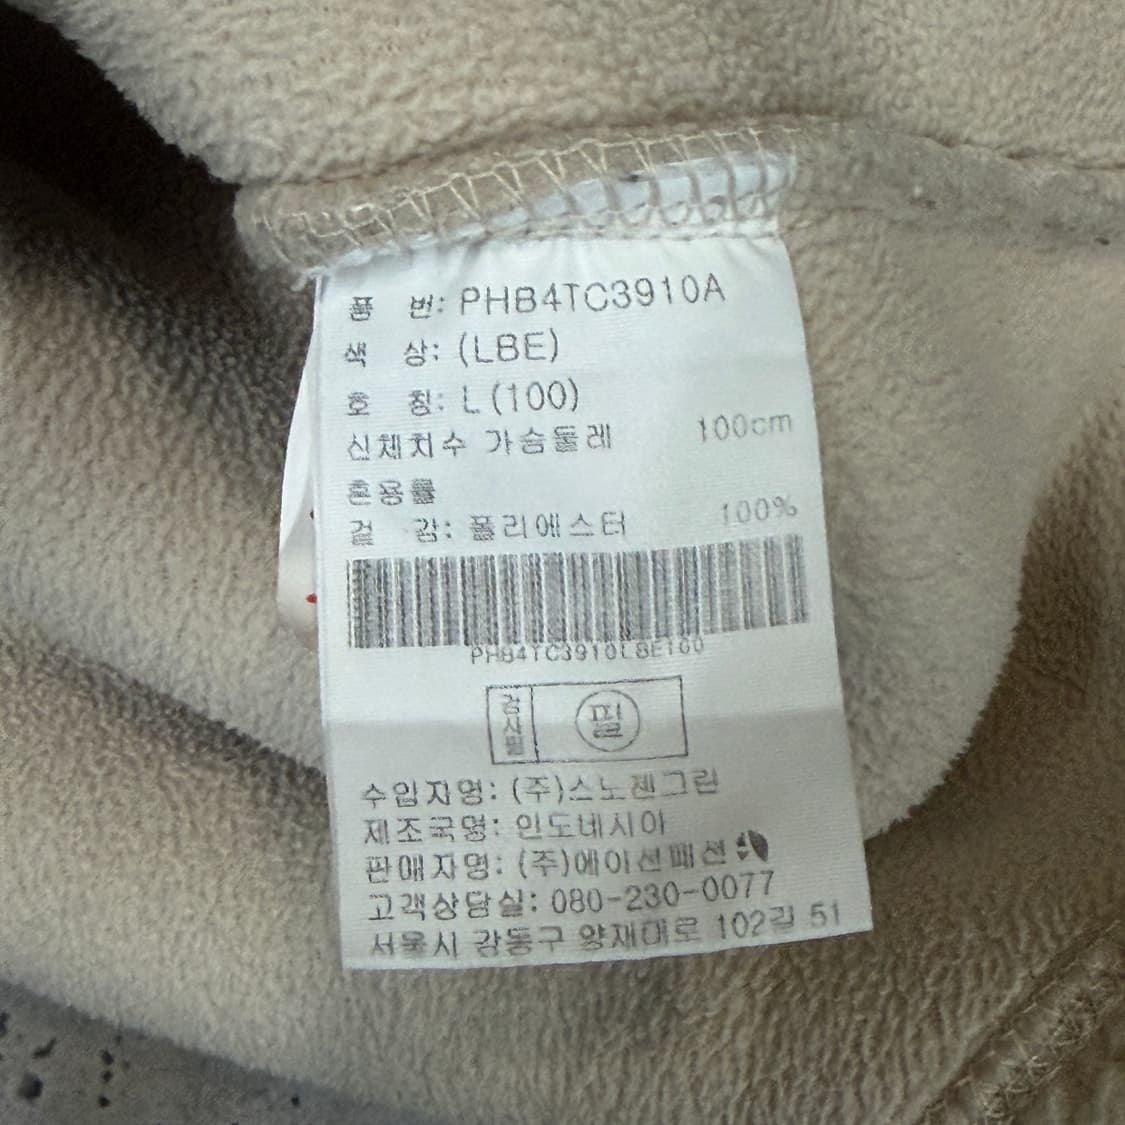 품 번: PHB4TC3910A
색 상: (LBE)
호 칭: L(100)
신체치수 가슴둘레 100cm
혼용률
겉 감: 폴리에스터 100%
PHB4TC3910LBE100
검사필 필
수입자명: (주)스노젠그린
제조국명: 인도네시아
판매자명: (주)에이션패션
고객상담실: 080-230-0077
서울시 강동구 양재대로 102길 51